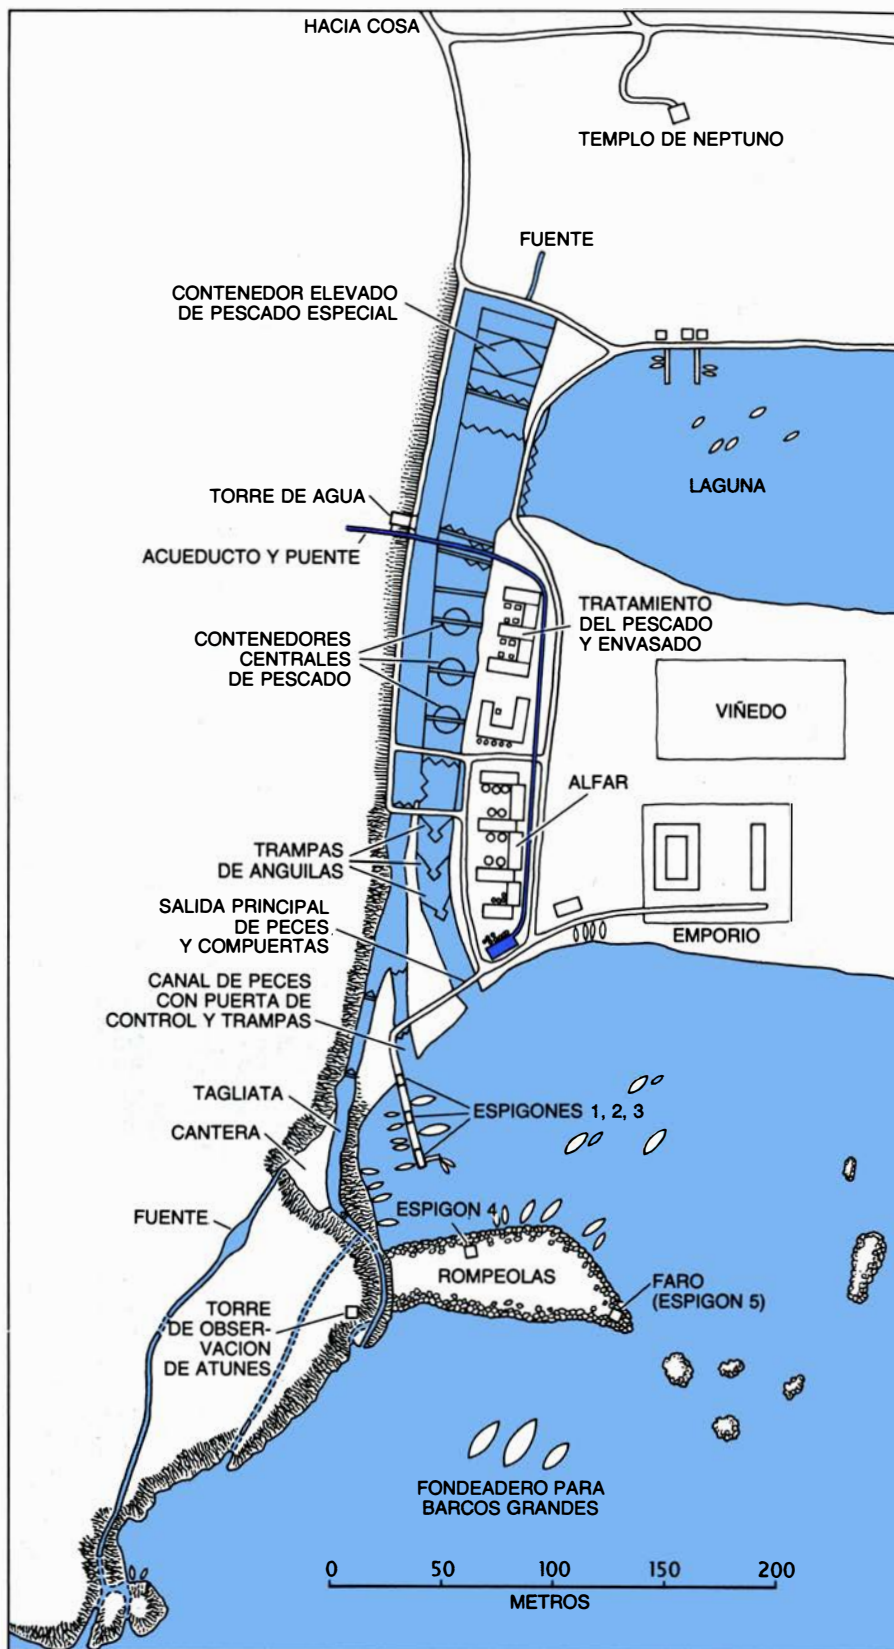 HACIA COSA
TEMPLO DE NEPTUNO
FUENTE
CONTENEDOR ELEVADO
DE PESCADO ESPECIAL
LAGUNA
TORRE DE AGUA
ACUEDUCTO Y PUENTE
TRATAMIENTO
DEL PESCADO
Y ENVASADO
CONTENEDORES
CENTRALES
DE PESCADO
VIÑEDO
ALFAR
TRAMPAS
DE ANGUILAS
SALIDA PRINCIPAL
DE PECES
Y COMPUERTAS
EMPORIO
CANAL DE PECES
CON PUERTA DE
CONTROL Y TRAMPAS
TAGLIATA
ESPIGONES 1, 2, 3
CANTERA
FUENTE
ESPIGON 4
ROMPEOLAS
FARO
(ESPIGON 5)
TORRE
DE OBSER-
VACION
DE ATUNES
FONDEADERO PARA
BARCOS GRANDES
0 50 100 150 200
METROS